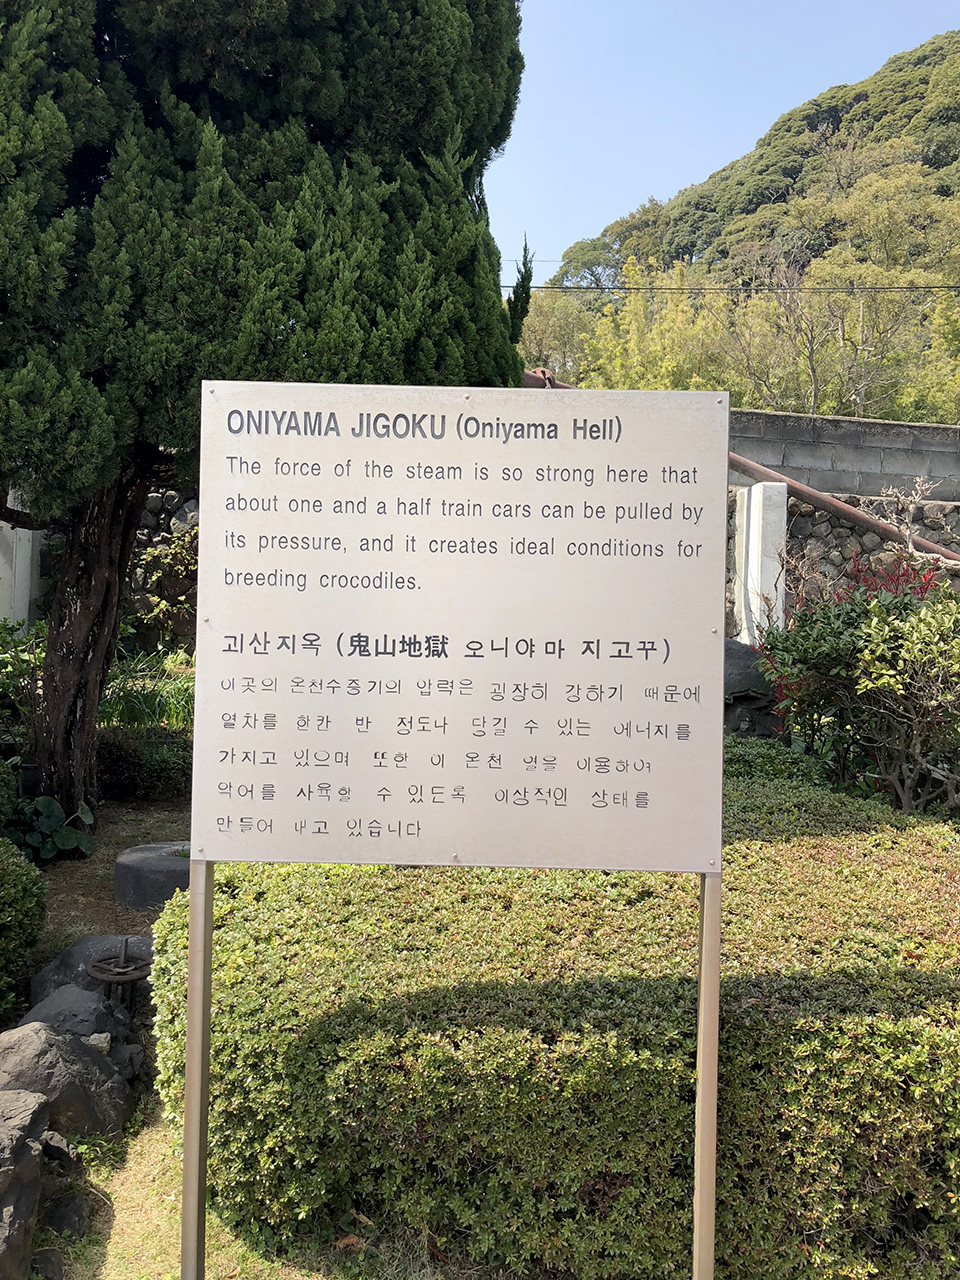 ONIYAMA JIGOKU (Oniyama Hell)
The force of the steam is so strong here that
about one and a half train cars can be pulled by
its pressure, and it creates ideal conditions for
breeding crocodiles.
괴산지옥 (鬼山地獄 오니야마 지고꾸)
이곳의 온천수증기의 압력은 굉장히 강하기 때문에
열차를 한칸 반 정도나 당길 수 있는 에너지를
가지고 있으며 또한 이 온천 열을 이용하여
악어를 사육할 수 있도록 이상적인 상태를
만들어 내고 있습니다